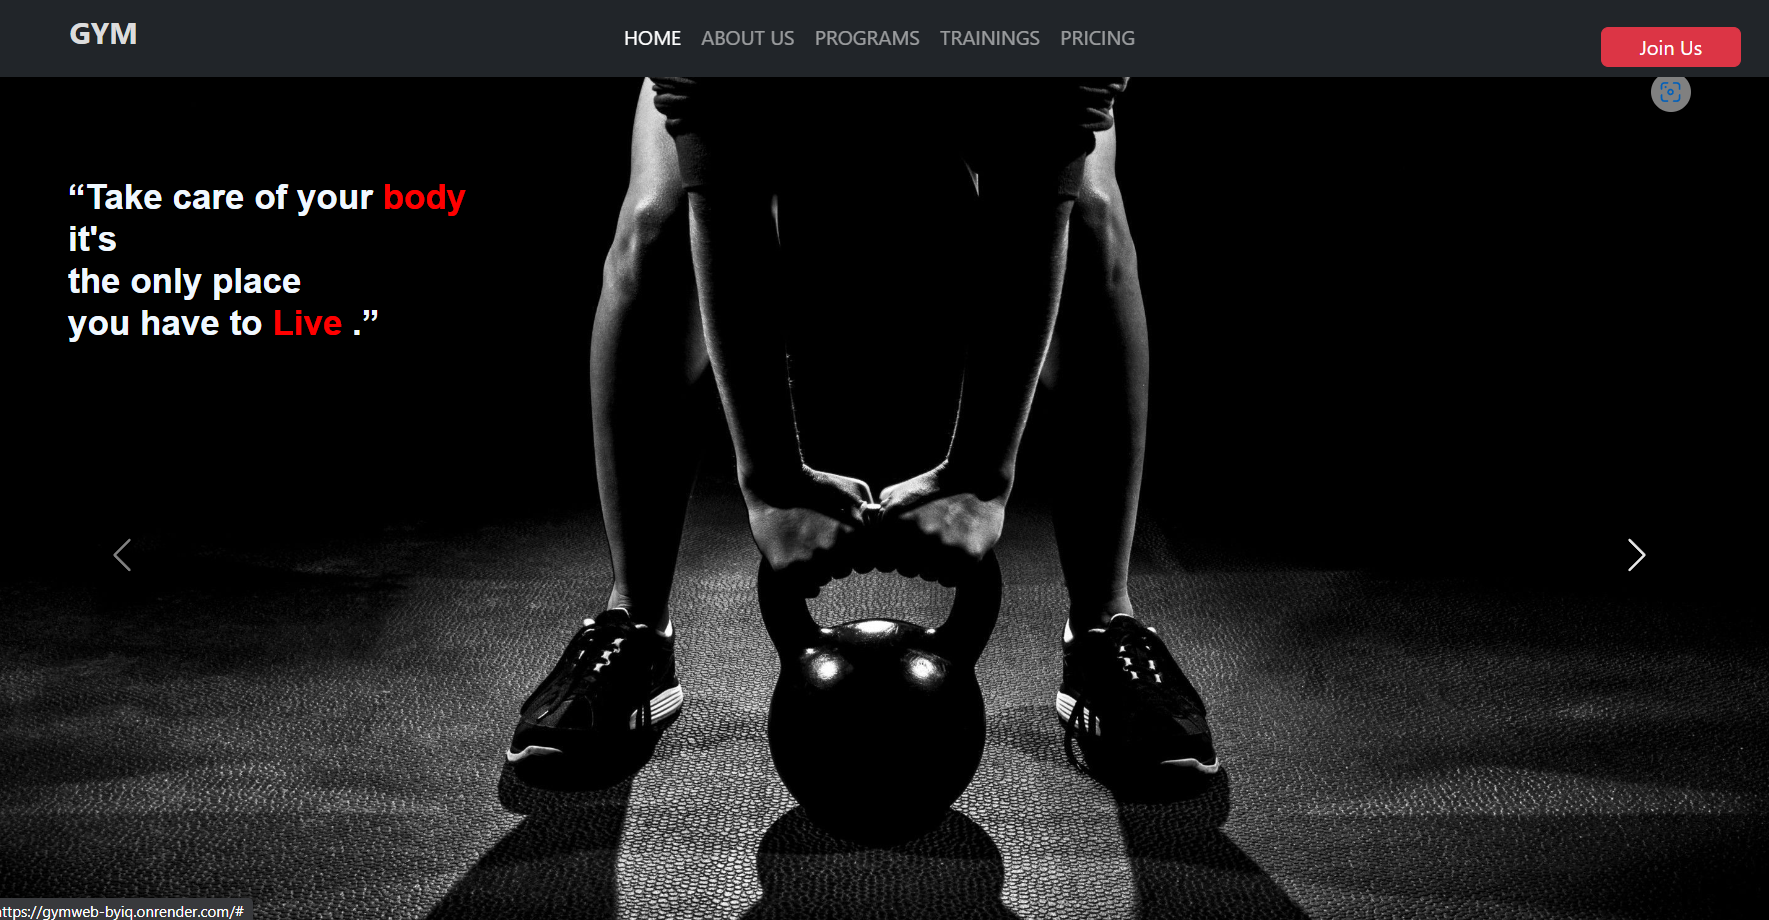 GYM
HOME ABOUT US PROGRAMS TRAININGS PRICING
Join Us
“Take care of your body
it's
the only place
you have to Live .”
ttps://gymweb-byiq.onrender.com/#